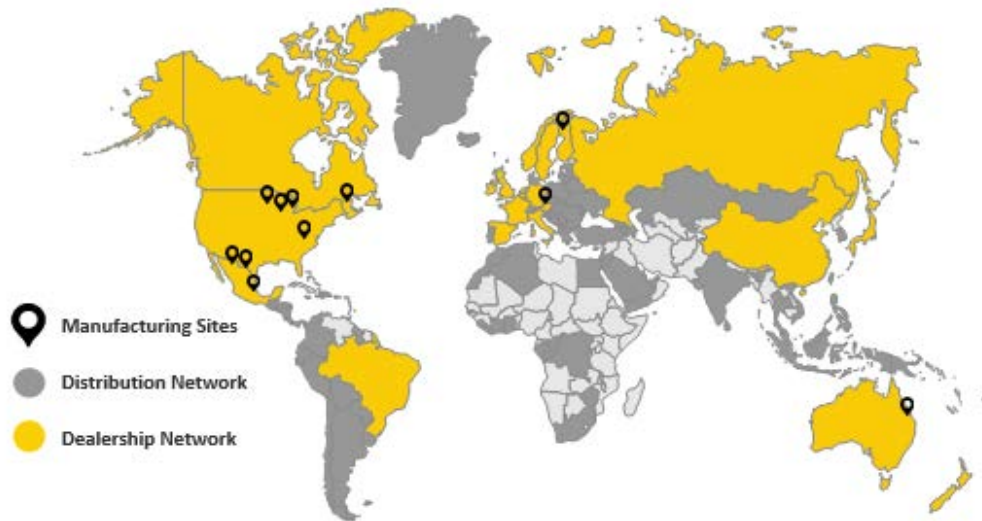 Manufacturing Sites
Distribution Network
Dealership Network